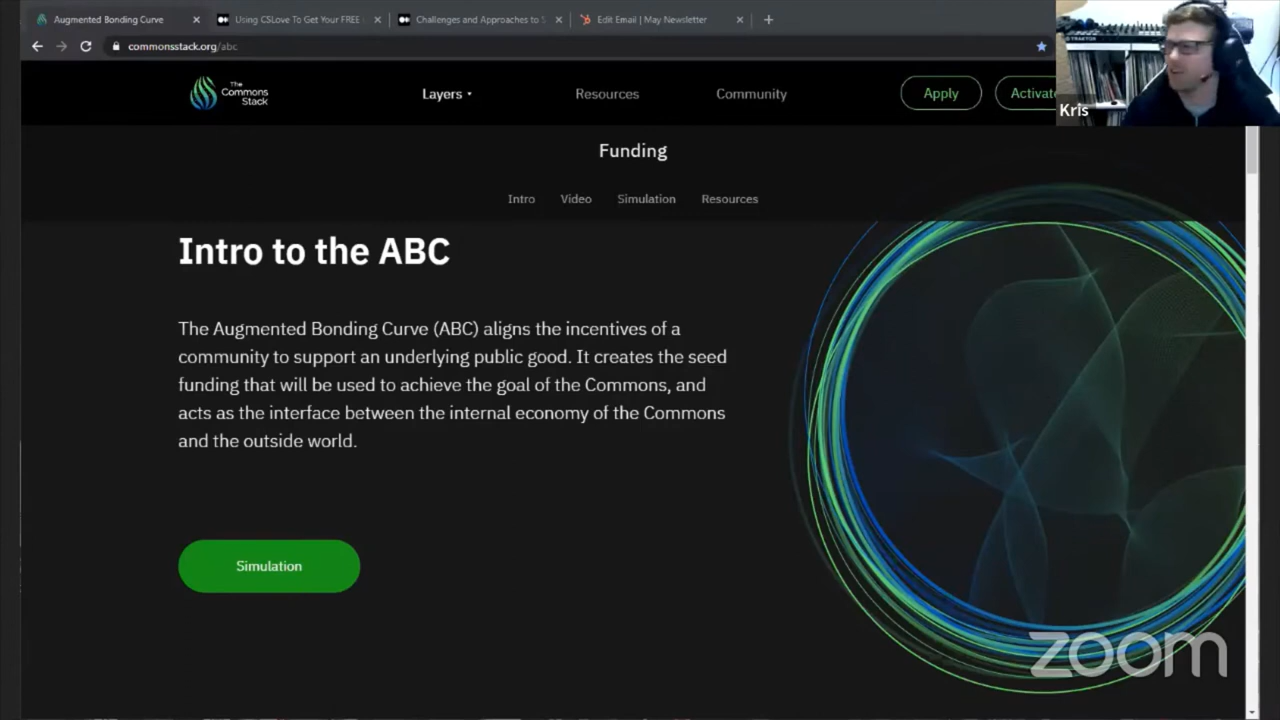 Augmented Bonding Curve
Using CSLove To Get Your FREE
Challenges and Approaches to S
Edit Email | May Newsletter
commonsstack.org/abc
The
Commons
Stack
Layers
Resources
Community
Apply
Activate
Kris
Funding
Intro
Video
Simulation
Resources
Intro to the ABC
The Augmented Bonding Curve (ABC) aligns the incentives of a
community to support an underlying public good. It creates the seed
funding that will be used to achieve the goal of the Commons, and
acts as the interface between the internal economy of the Commons
and the outside world.
Simulation
zoom